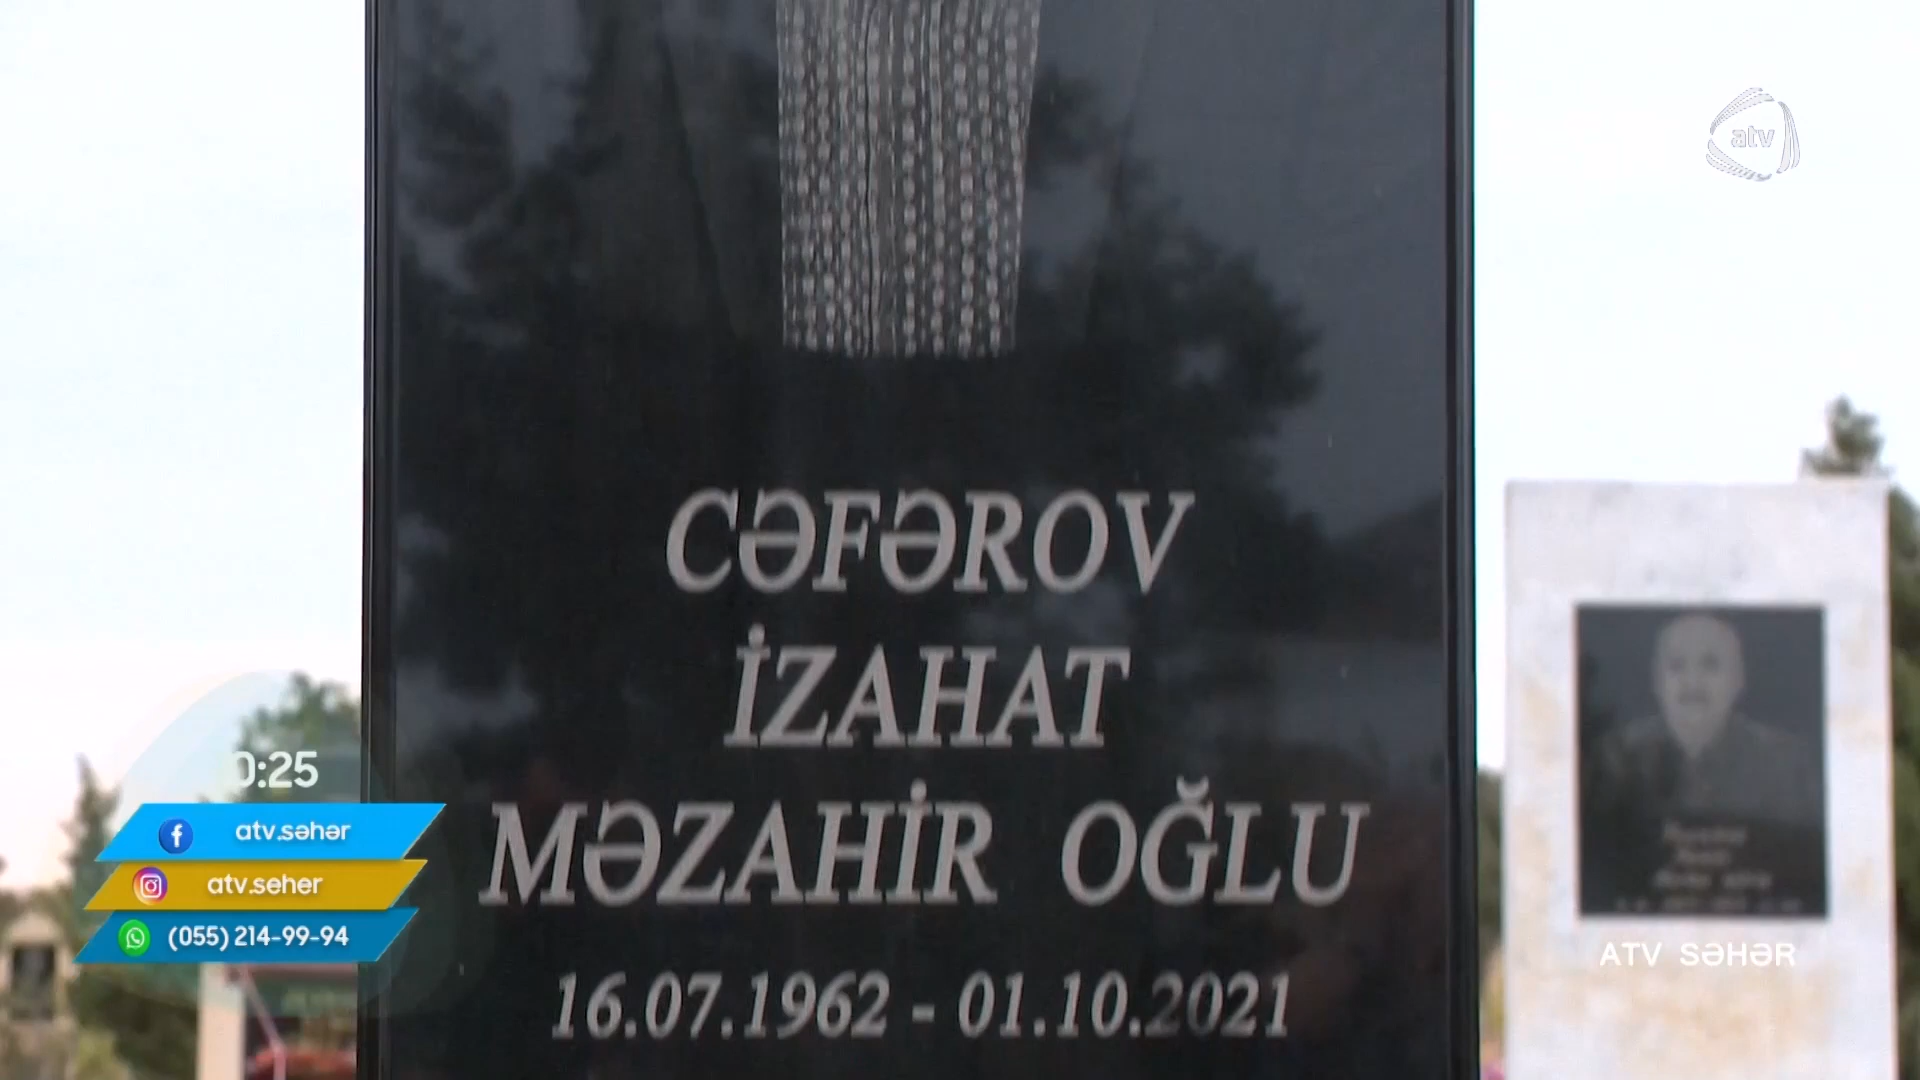 atv
CƏFƏROV
İZAHAT
MƏZAHİR OĞLU
16.07.1962 - 01.10.2021
0:25
atv.səhər
atv.seher
(055) 214-99-94
ATV SƏHƏR